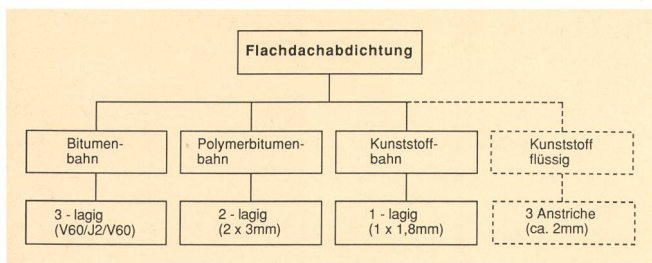 Flachdachabdichtung
Bitumen-
bahn
Polymerbitumen-
bahn
Kunststoff-
bahn
Kunststoff
flüssig
3 - lagig
(V60/J2/V60)
2 - lagig
(2 x 3mm)
1 - lagig
(1 x 1,8mm)
3 Anstriche
(ca. 2mm)